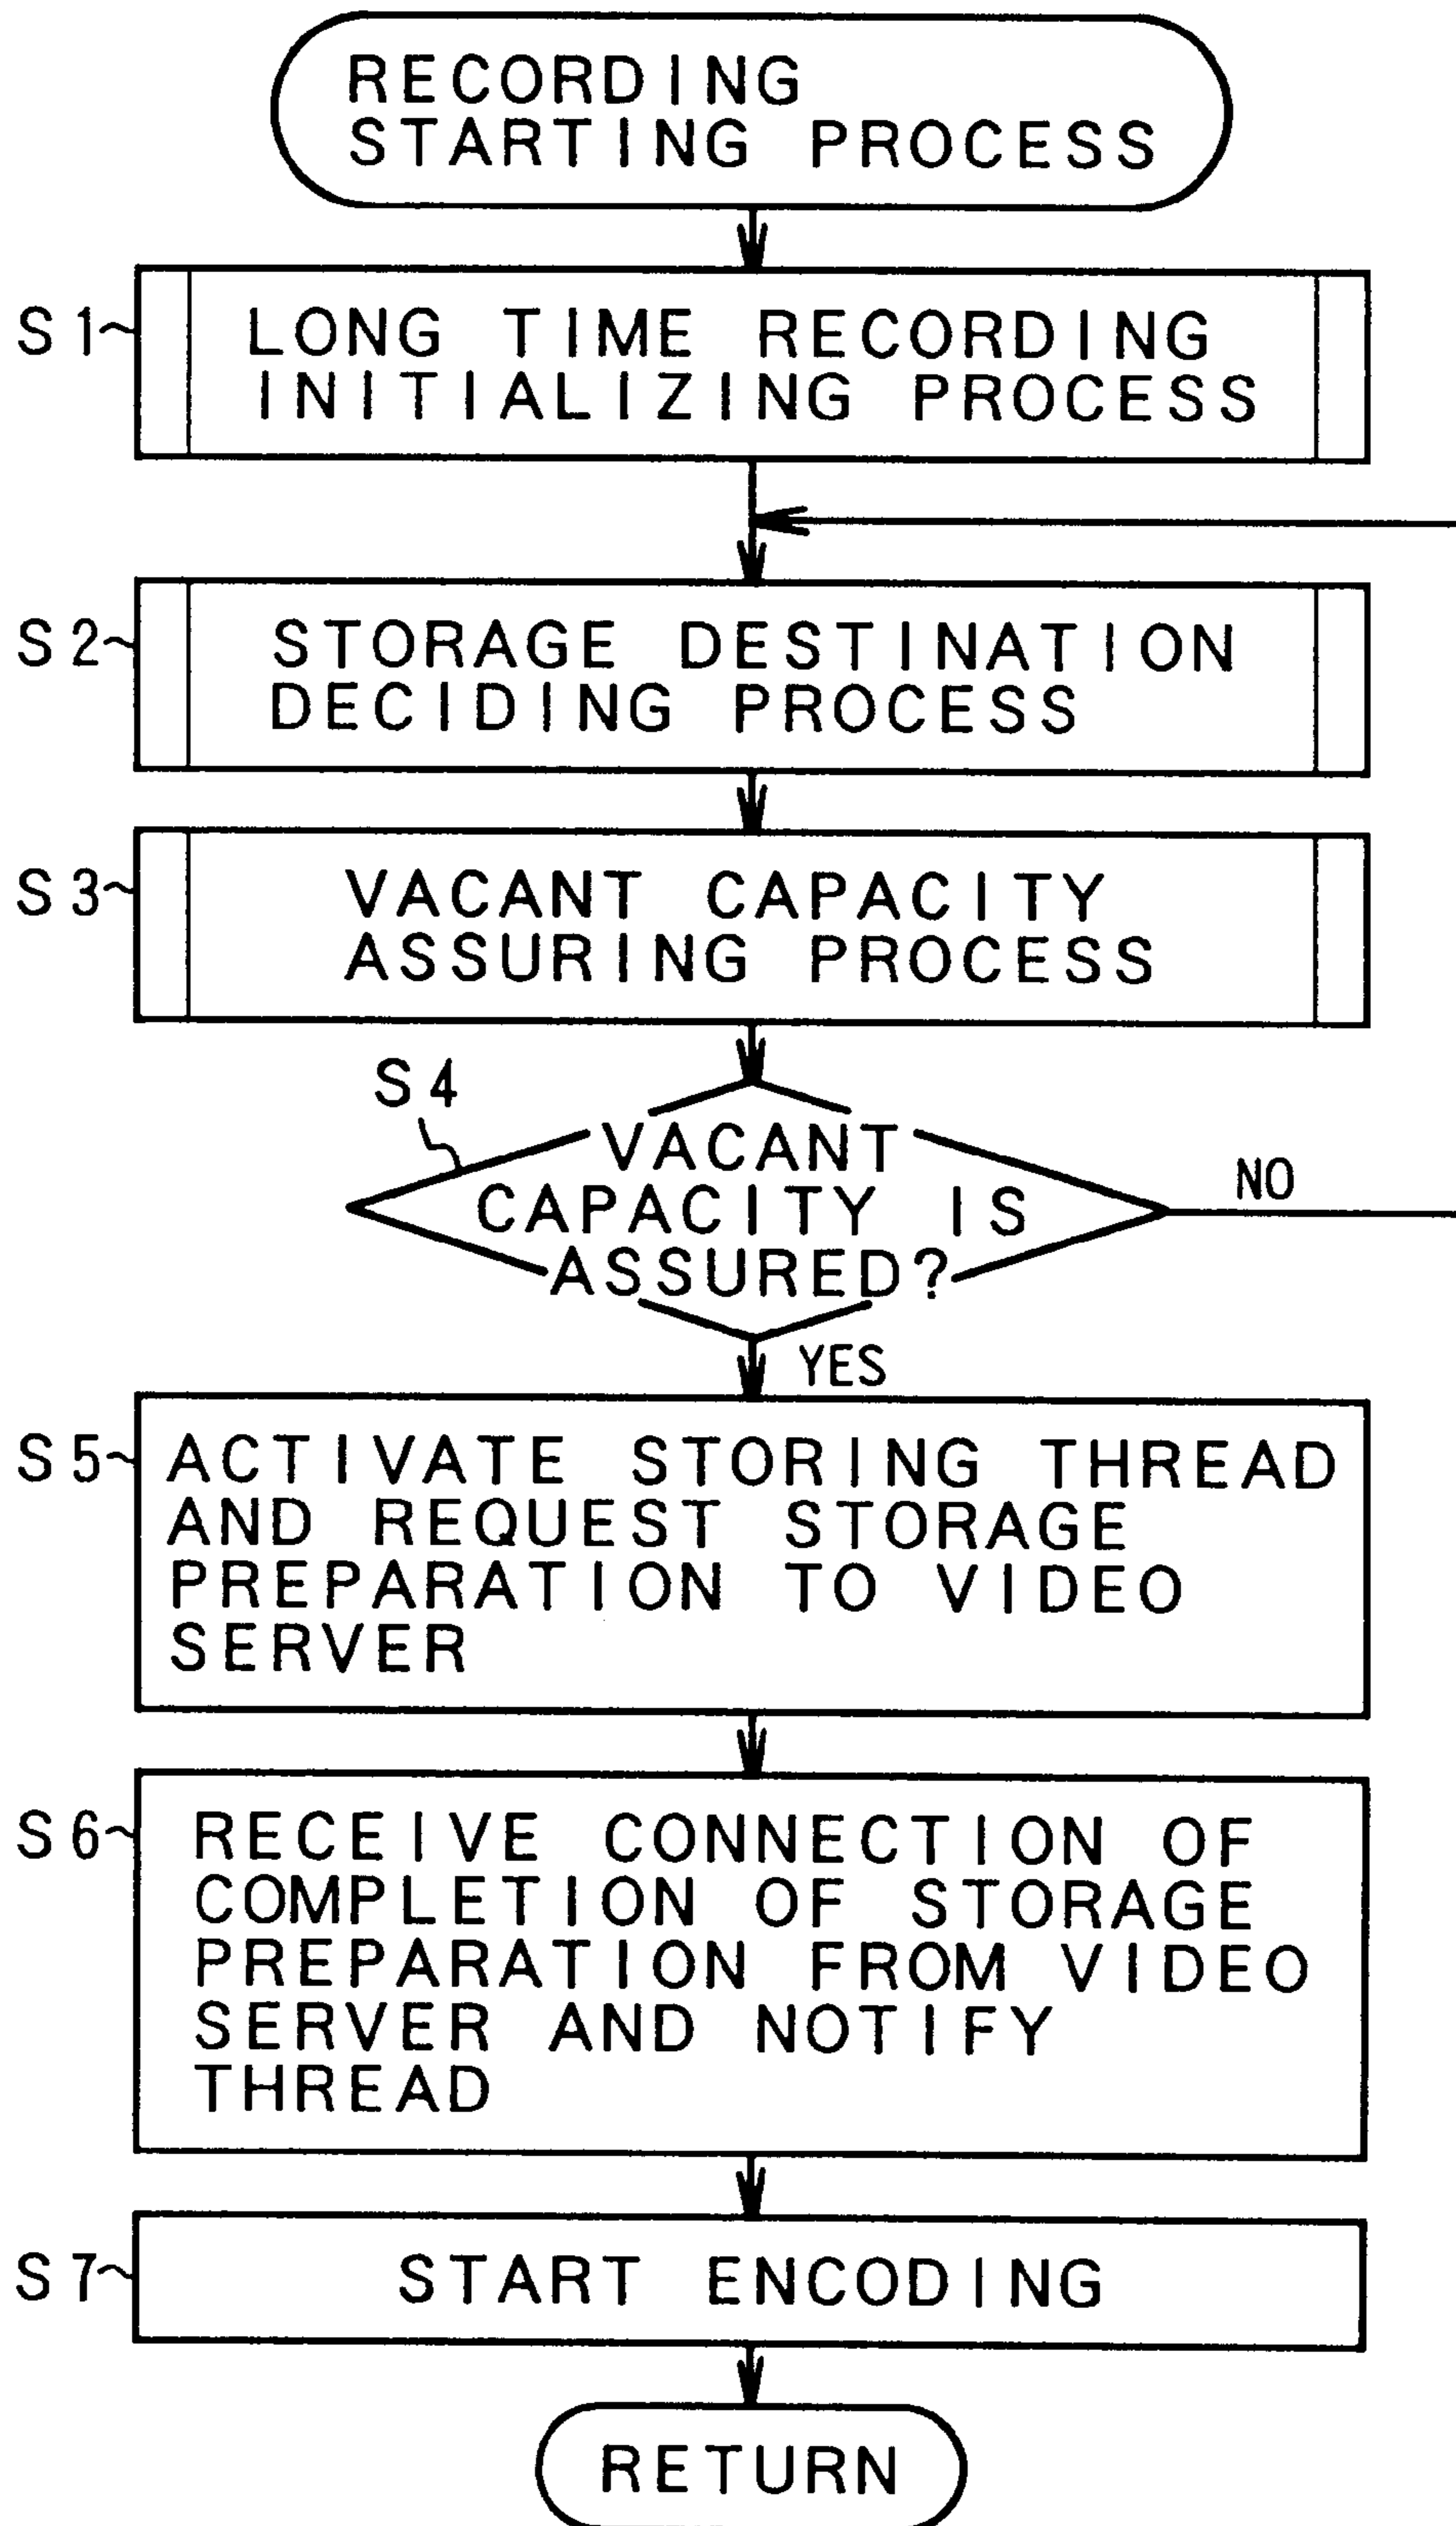 RECORDING
STARTING PROCESS
S1
LONG TIME RECORDING
INITIALIZING PROCESS
S2
STORAGE DESTINATION
DECIDING PROCESS
S3
VACANT CAPACITY
ASSURING PROCESS
S4
VACANT
CAPACITY IS
ASSURED?
NO
YES
S5
ACTIVATE STORING THREAD
AND REQUEST STORAGE
PREPARATION TO VIDEO
SERVER
S6
RECEIVE CONNECTION OF
COMPLETION OF STORAGE
PREPARATION FROM VIDEO
SERVER AND NOTIFY
THREAD
S7
START ENCODING
RETURN